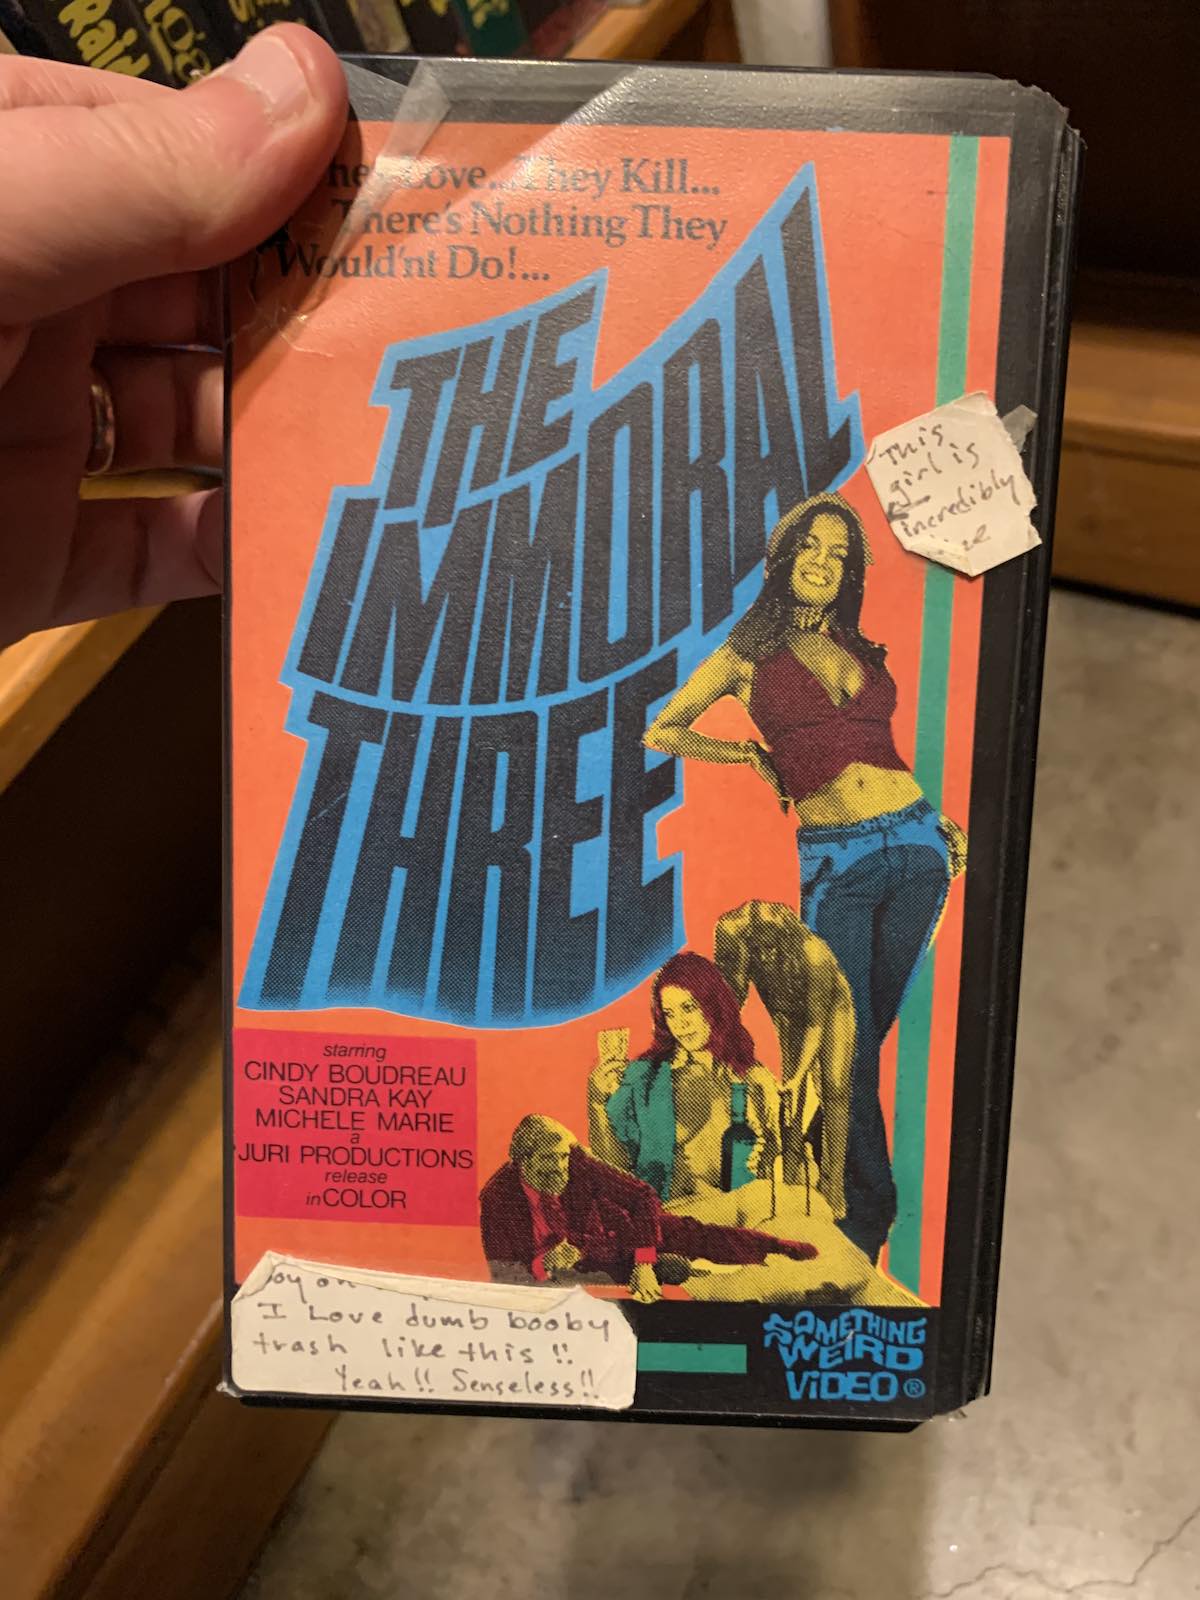 Raid
Love... They Kill...
There's Nothing They
Would'nt Do!...
THE
IMMORAL
THREE
This
girl is
incredibly
starring
CINDY BOUDREAU
SANDRA KAY
MICHELE MARIE
a
JURI PRODUCTIONS
release
in COLOR
I Love dumb booby
trash like this!!
Yeah!! Senseless!!
SOMETHING
WEIRD
VIDEO®